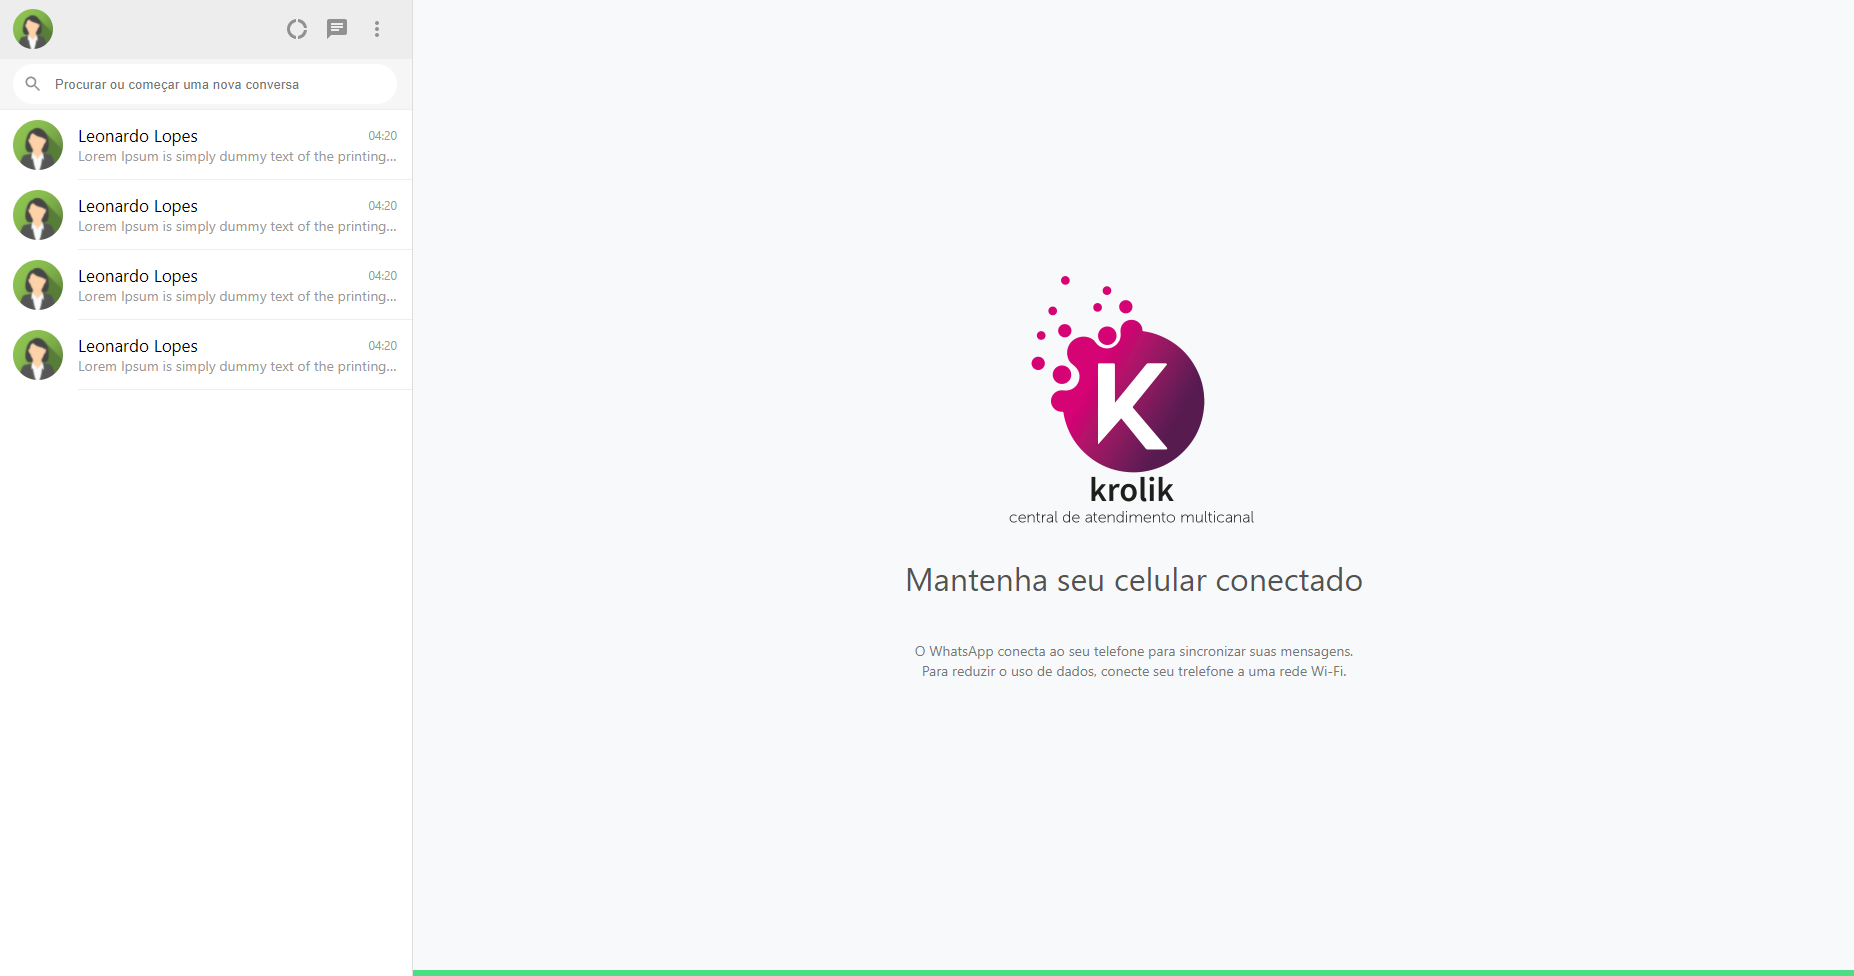 Procurar ou começar uma nova conversa
Leonardo Lopes 04:20
Lorem Ipsum is simply dummy text of the printing...
Leonardo Lopes 04:20
Lorem Ipsum is simply dummy text of the printing...
Leonardo Lopes 04:20
Lorem Ipsum is simply dummy text of the printing...
Leonardo Lopes 04:20
Lorem Ipsum is simply dummy text of the printing...
K
krolik
central de atendimento multicanal
Mantenha seu celular conectado
O WhatsApp conecta ao seu telefone para sincronizar suas mensagens.
Para reduzir o uso de dados, conecte seu trelefone a uma rede Wi-Fi.